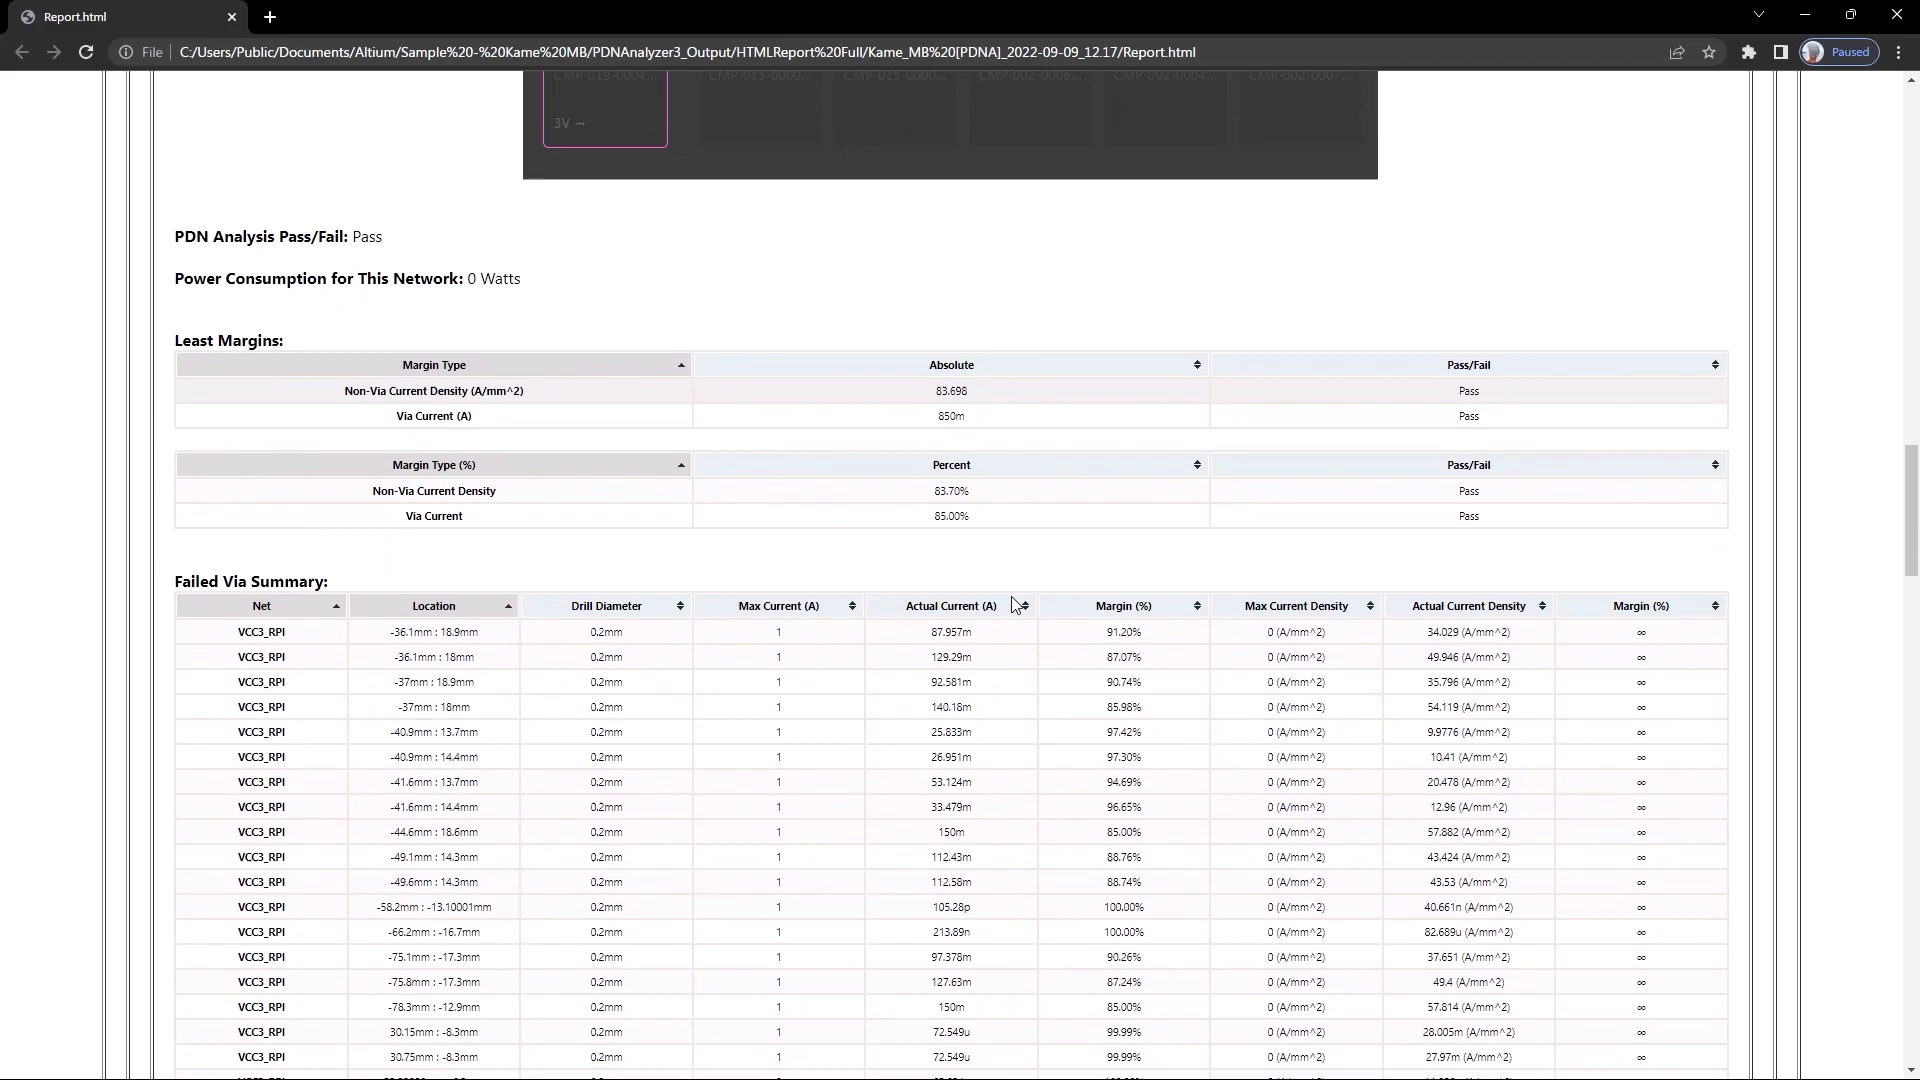 Report.html
File C:/Users/Public/Documents/Altium/Sample%20-%20Kame%20MB/PDNAnalyzer3_Output/HTMLReport%20Full/Kame_MB%20[PDNA]_2022-09-09_12.17/Report.html Paused
CMP-019-0004... CMP-015-0000... CMP-015-0000... CMP-002-0006... CMP-002-0004... CMP-002-0007...
3V →
PDN Analysis Pass/Fail: Pass
Power Consumption for This Network: 0 Watts
Least Margins:
Margin Type Absolute Pass/Fail
Non-Via Current Density (A/mm^2) 83.698 Pass
Via Current (A) 850m Pass
Margin Type (%) Percent Pass/Fail
Non-Via Current Density 83.70% Pass
Via Current 85.00% Pass
Failed Via Summary:
Net Location Drill Diameter Max Current (A) Actual Current (A) Margin (%) Max Current Density Actual Current Density Margin (%)
VCC3_RPI -36.1mm : 18.9mm 0.2mm 1 87.957m 91.20% 0 (A/mm^2) 34.029 (A/mm^2) ∞
VCC3_RPI -36.1mm : 18mm 0.2mm 1 129.29m 87.07% 0 (A/mm^2) 49.946 (A/mm^2) ∞
VCC3_RPI -37mm : 18.9mm 0.2mm 1 92.581m 90.74% 0 (A/mm^2) 35.796 (A/mm^2) ∞
VCC3_RPI -37mm : 18mm 0.2mm 1 140.18m 85.98% 0 (A/mm^2) 54.119 (A/mm^2) ∞
VCC3_RPI -40.9mm : 13.7mm 0.2mm 1 25.833m 97.42% 0 (A/mm^2) 9.9776 (A/mm^2) ∞
VCC3_RPI -40.9mm : 14.4mm 0.2mm 1 26.951m 97.30% 0 (A/mm^2) 10.41 (A/mm^2) ∞
VCC3_RPI -41.6mm : 13.7mm 0.2mm 1 53.124m 94.69% 0 (A/mm^2) 20.478 (A/mm^2) ∞
VCC3_RPI -41.6mm : 14.4mm 0.2mm 1 33.479m 96.65% 0 (A/mm^2) 12.96 (A/mm^2) ∞
VCC3_RPI -44.6mm : 18.6mm 0.2mm 1 150m 85.00% 0 (A/mm^2) 57.882 (A/mm^2) ∞
VCC3_RPI -49.1mm : 14.3mm 0.2mm 1 112.43m 88.76% 0 (A/mm^2) 43.424 (A/mm^2) ∞
VCC3_RPI -49.6mm : 14.3mm 0.2mm 1 112.58m 88.74% 0 (A/mm^2) 43.53 (A/mm^2) ∞
VCC3_RPI -58.2mm : -13.10001mm 0.2mm 1 105.28p 100.00% 0 (A/mm^2) 40.661n (A/mm^2) ∞
VCC3_RPI -66.2mm : -16.7mm 0.2mm 1 213.89n 100.00% 0 (A/mm^2) 82.689u (A/mm^2) ∞
VCC3_RPI -75.1mm : -17.3mm 0.2mm 1 97.378m 90.26% 0 (A/mm^2) 37.651 (A/mm^2) ∞
VCC3_RPI -75.8mm : -17.3mm 0.2mm 1 127.63m 87.24% 0 (A/mm^2) 49.4 (A/mm^2) ∞
VCC3_RPI -78.3mm : -12.9mm 0.2mm 1 150m 85.00% 0 (A/mm^2) 57.814 (A/mm^2) ∞
VCC3_RPI 30.15mm : -8.3mm 0.2mm 1 72.549u 99.99% 0 (A/mm^2) 28.005m (A/mm^2) ∞
VCC3_RPI 30.75mm : -8.3mm 0.2mm 1 72.549u 99.99% 0 (A/mm^2) 27.97m (A/mm^2) ∞